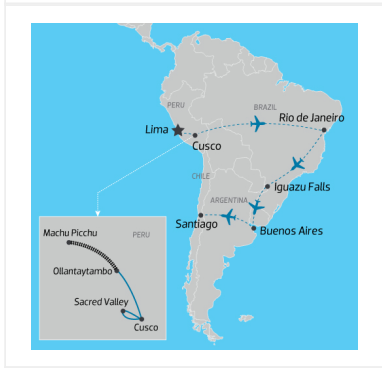 PERU
BRAZIL
Rio de Janeiro
Lima
Cusco
CHILE
Iguazu Falls
ARGENTINA
Santiago
Buenos Aires
Machu Picchu
PERU
Ollantaytambo
Sacred Valley
Cusco